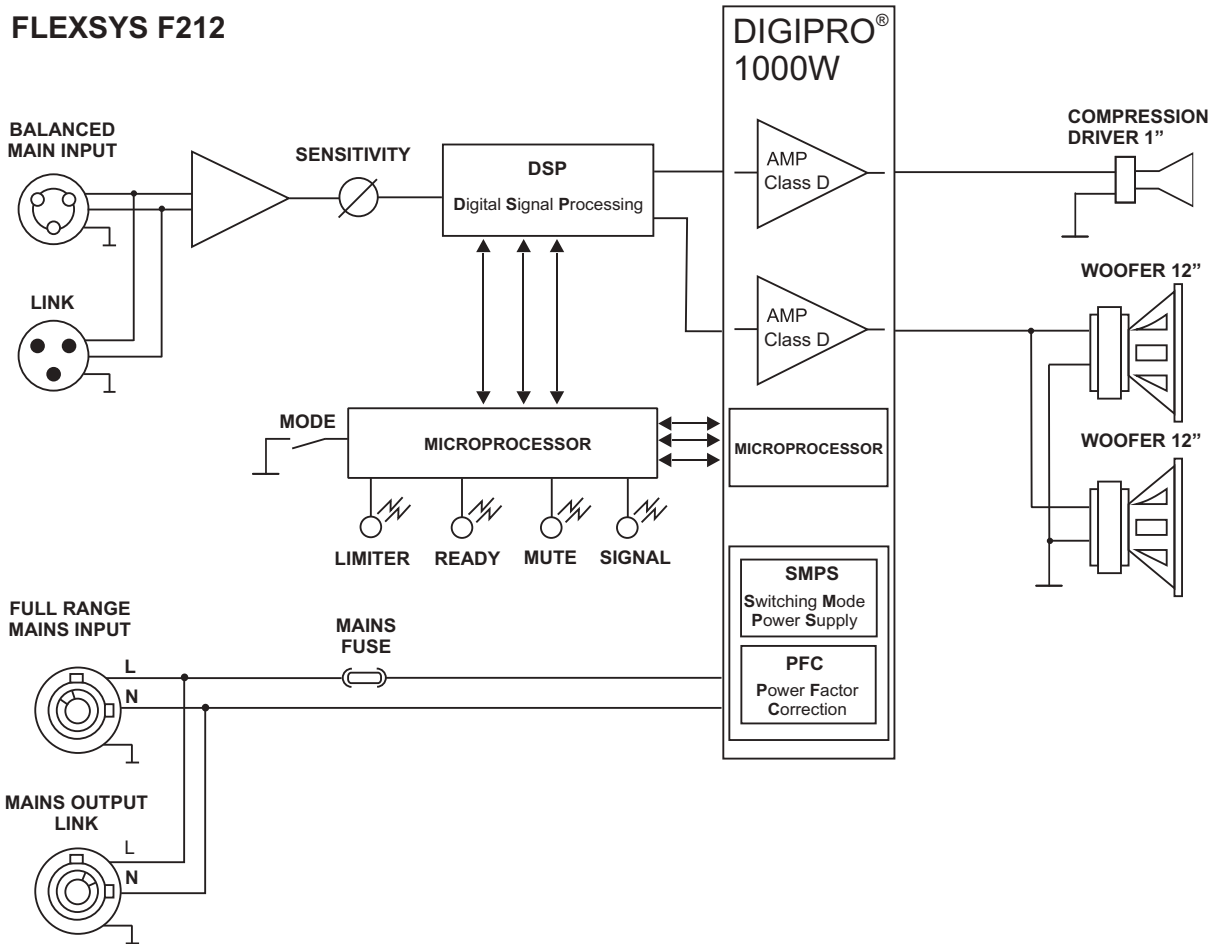 FLEXSYS F212
DIGIPRO®
1000W
BALANCED
MAIN INPUT
SENSITIVITY
DSP
Digital Signal Processing
AMP
Class D
COMPRESSION
DRIVER 1”
LINK
AMP
Class D
WOOFER 12”
MODE
MICROPROCESSOR
MICROPROCESSOR
WOOFER 12”
LIMITER
READY
MUTE
SIGNAL
SMPS
Switching Mode
Power Supply
FULL RANGE
MAINS INPUT
L
N
MAINS
FUSE
PFC
Power Factor
Correction
MAINS OUTPUT
LINK
L
N